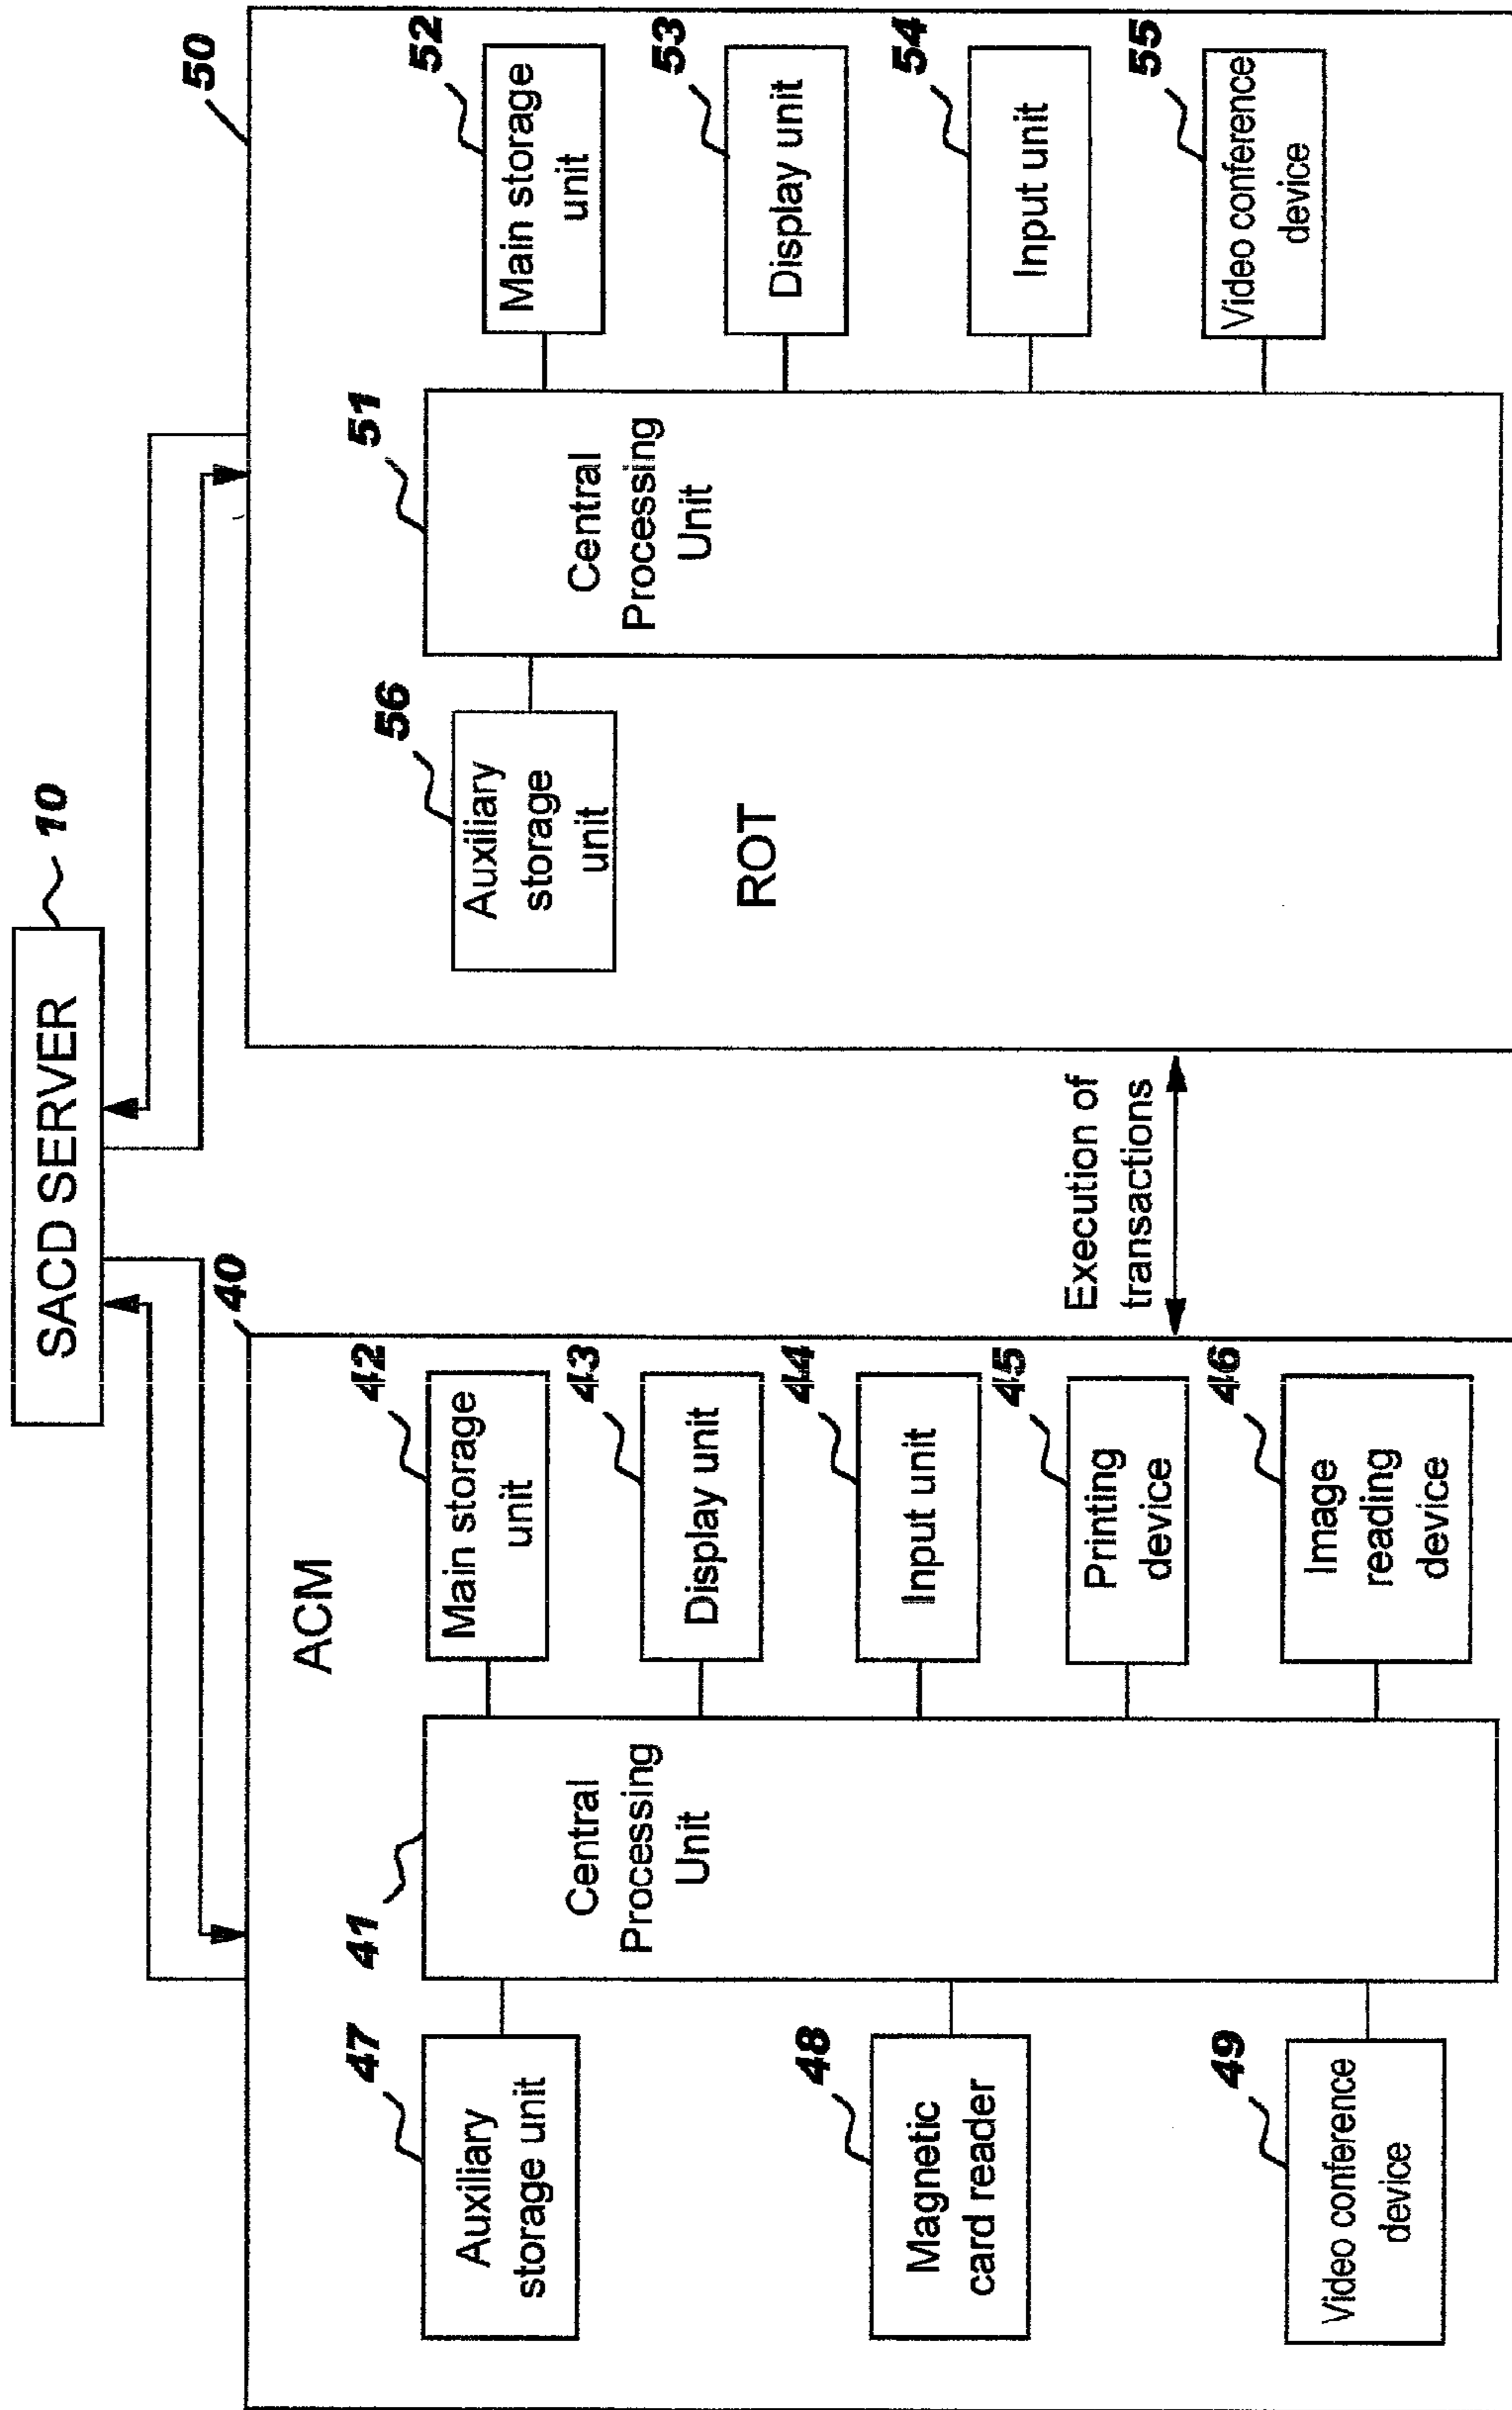 SACD SERVER
10
40
ACM
41
Central
Processing
Unit
42
Main storage
unit
43
Display unit
44
Input unit
45
Printing
device
46
Image
reading
device
47
Auxiliary
storage unit
48
Magnetic
card reader
49
Video conference
device
Execution of
transactions
50
ROT
51
Central
Processing
Unit
52
Main storage
unit
53
Display unit
54
Input unit
55
Video conference
device
56
Auxiliary
storage
unit